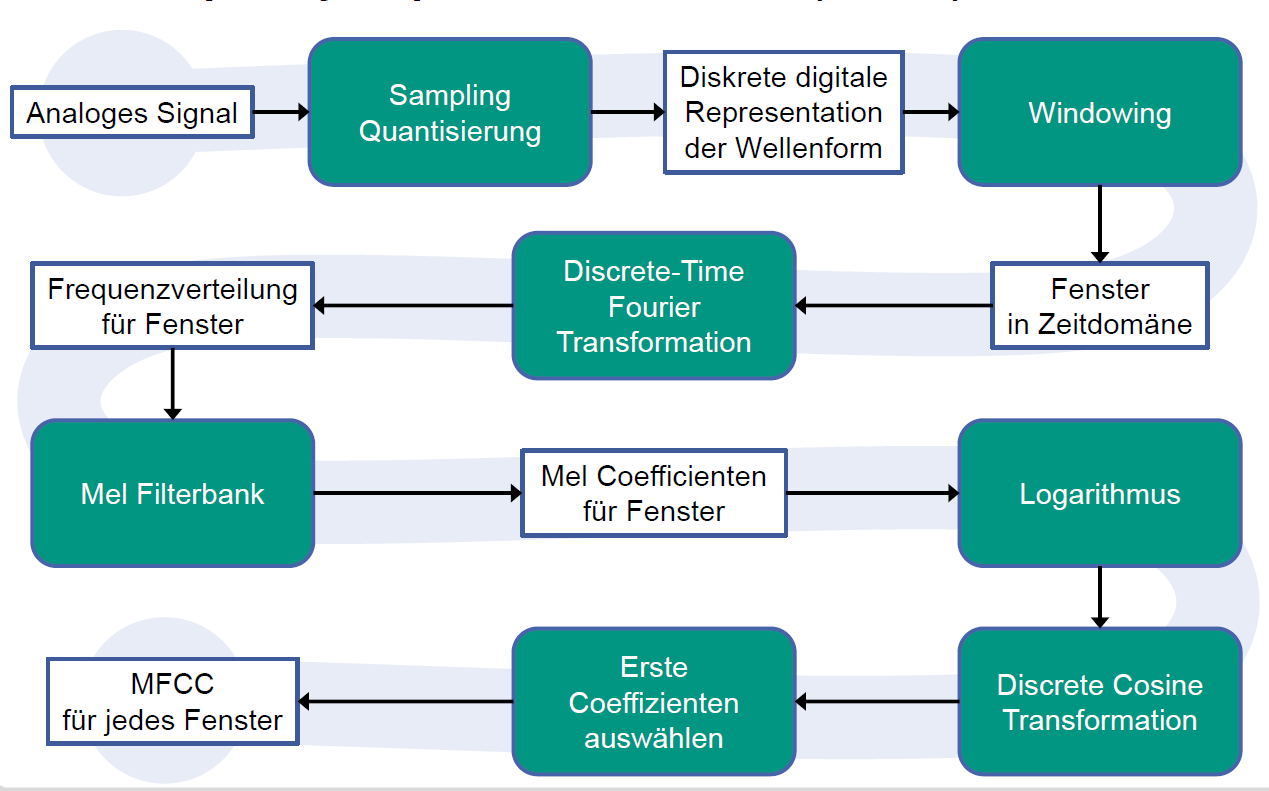 Analoges Signal
Sampling
Quantisierung
Diskrete digitale
Representation
der Wellenform
Windowing
Fenster
in Zeitdomäne
Discrete-Time
Fourier
Transformation
Frequenzverteilung
für Fenster
Mel Filterbank
Mel Coefficienten
für Fenster
Logarithmus
Discrete Cosine
Transformation
Erste
Coeffizienten
auswählen
MFCC
für jedes Fenster